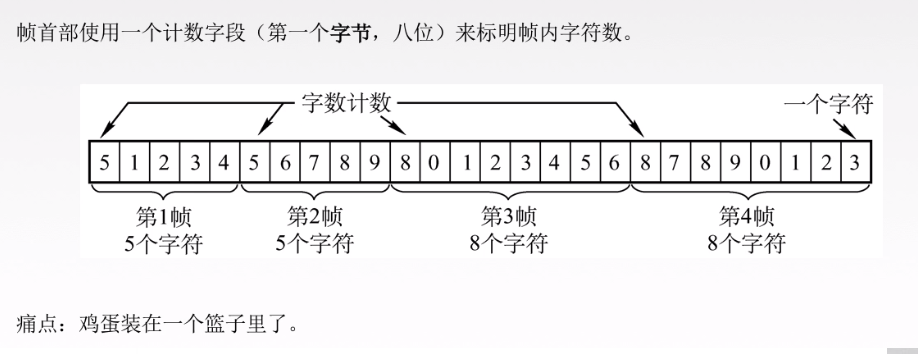 帧首部使用一个计数字段（第一个字节，八位）来标明帧内字符数。
字数计数
一个字符
5 1 2 3 4 5 6 7 8 9 8 0 1 2 3 4 5 6 8 7 8 9 0 1 2 3
第1帧 第2帧 第3帧 第4帧
5个字符 5个字符 8个字符 8个字符
痛点：鸡蛋装在一个篮子里了。